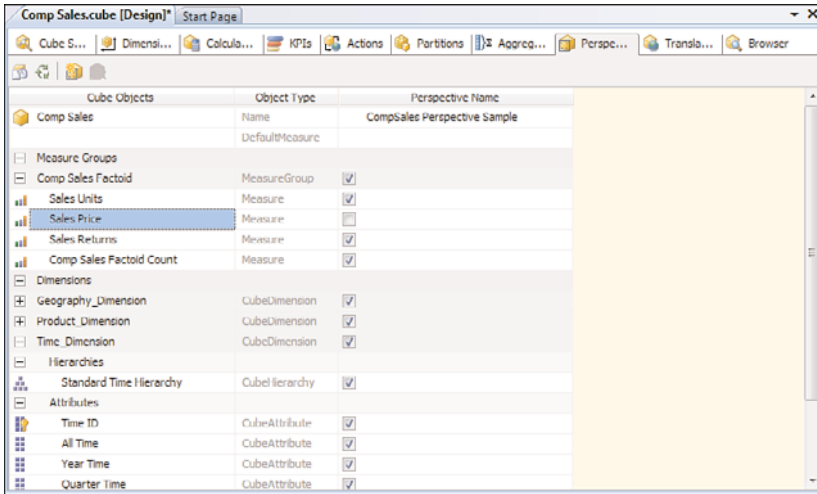 Comp Sales.cube [Design]* Start Page
Cube S... Dimensi... Calcula... KPIs Actions Partitions Aggreg... Perspe... Transla... Browser
Cube Objects Object Type Perspective Name
Comp Sales Name CompSales Perspective Sample
DefaultMeasure
Measure Groups
Comp Sales Factoid MeasureGroup
Sales Units Measure
Sales Price Measure
Sales Returns Measure
Comp Sales Factoid Count Measure
Dimensions
Geography_Dimension CubeDimension
Product_Dimension CubeDimension
Time_Dimension CubeDimension
Hierarchies
Standard Time Hierarchy CubeHierarchy
Attributes
Time ID CubeAttribute
All Time CubeAttribute
Year Time CubeAttribute
Quarter Time CubeAttribute